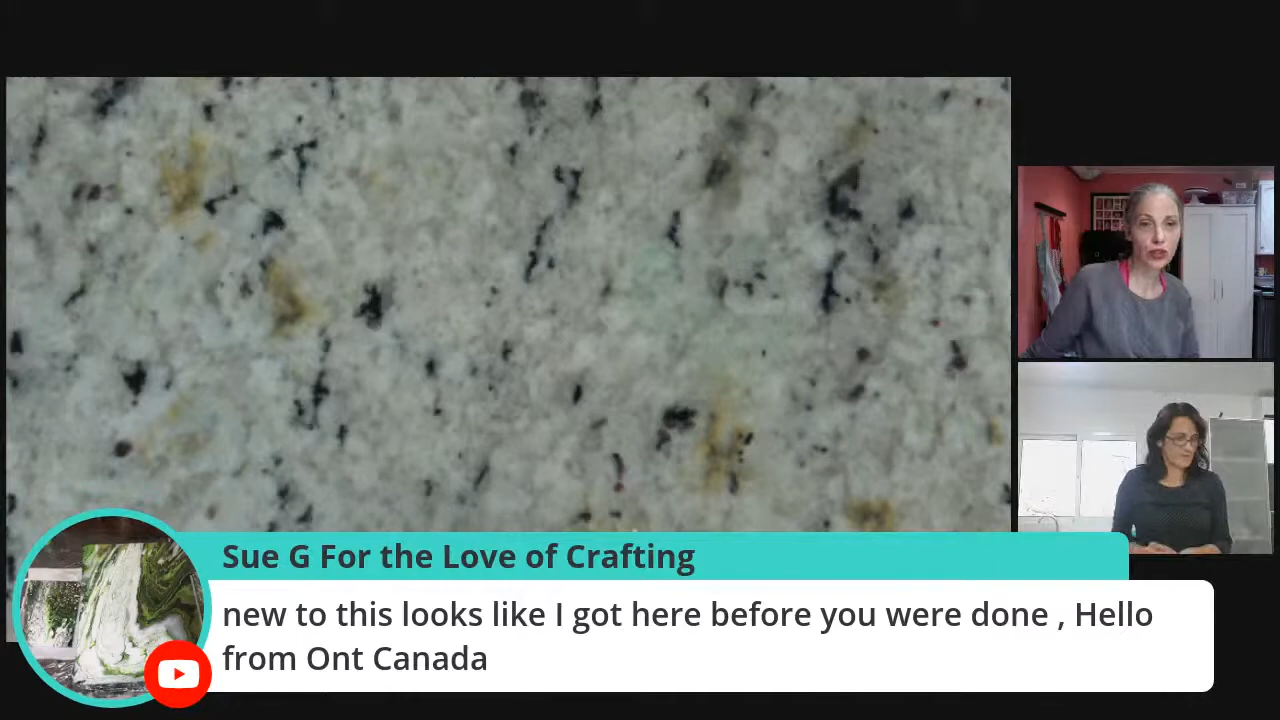 Sue G For the Love of Crafting
new to this looks like I got here before you were done , Hello
from Ont Canada